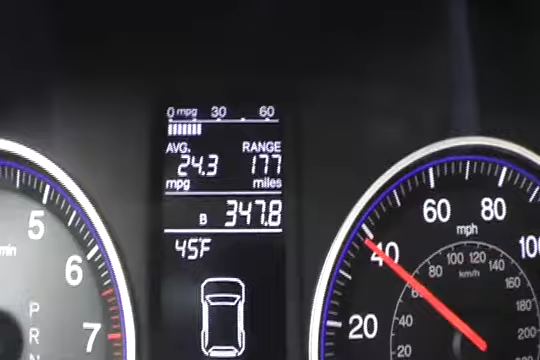 0 mpg 30 60
AVG. RANGE
24.3 177
mpg miles
B 347.8
45°F
5
6
7
P
R
N
20
40
60
80
100
mph
km/h
20
40
80
100
120
140
160
180
200